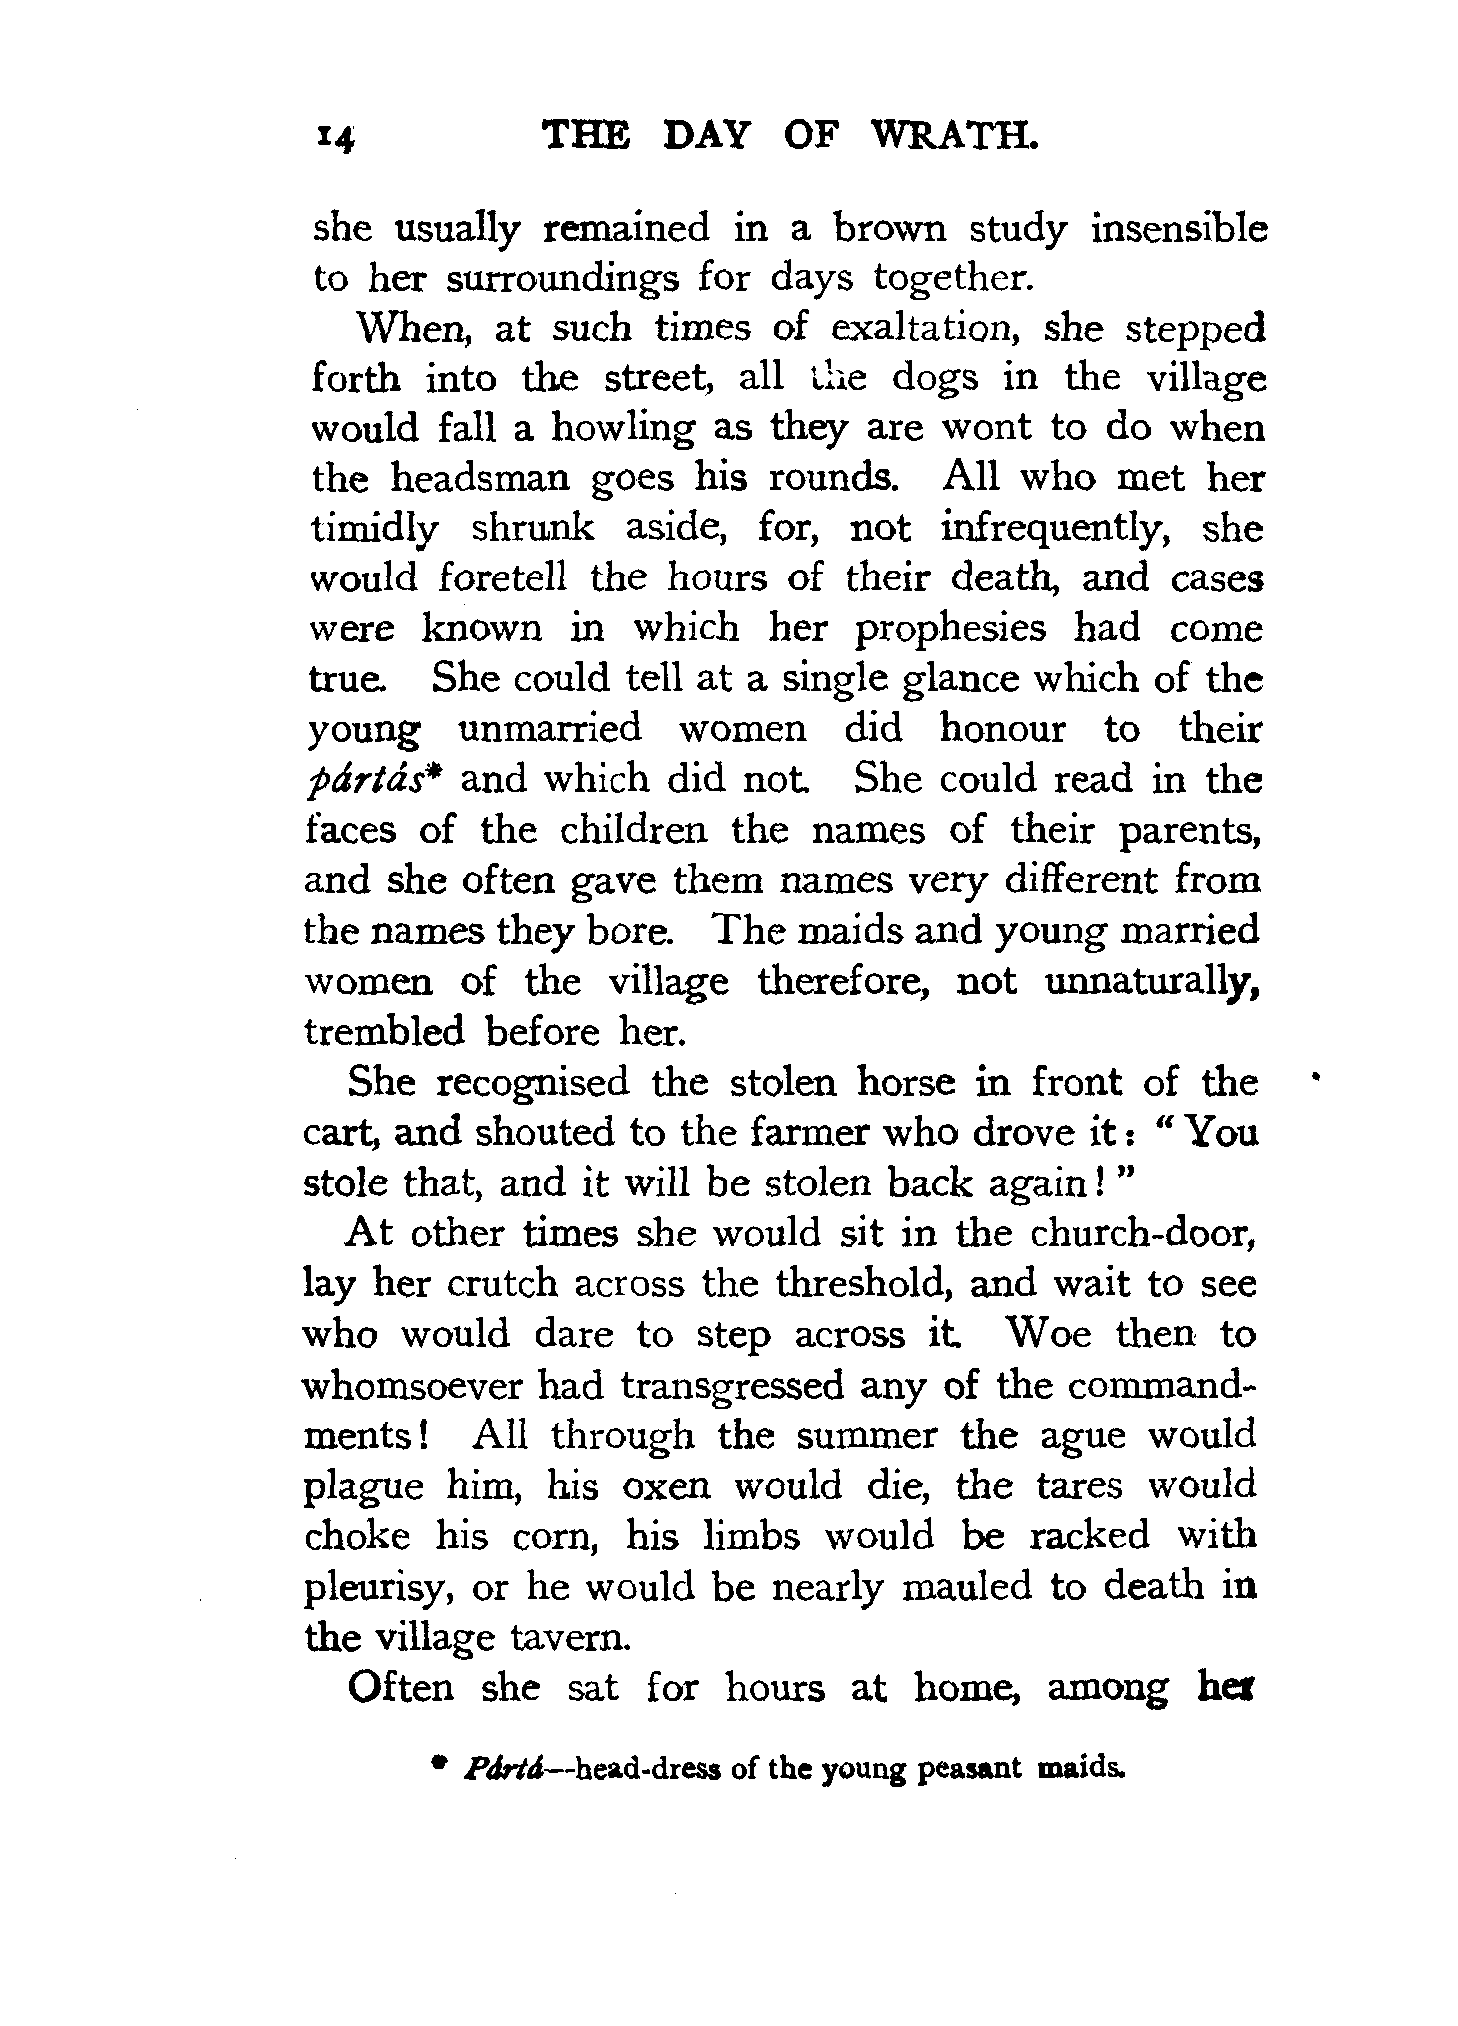 14 THE DAY OF WRATH.
she usually remained in a brown study insensible
to her surroundings for days together.
When, at such times of exaltation, she stepped
forth into the street, all the dogs in the village
would fall a howling as they are wont to do when
the headsman goes his rounds. All who met her
timidly shrunk aside, for, not infrequently, she
would foretell the hours of their death, and cases
were known in which her prophesies had come
true. She could tell at a single glance which of the
young unmarried women did honour to their
pártás* and which did not. She could read in the
faces of the children the names of their parents,
and she often gave them names very different from
the names they bore. The maids and young married
women of the village therefore, not unnaturally,
trembled before her.
She recognised the stolen horse in front of the
cart, and shouted to the farmer who drove it: "You
stole that, and it will be stolen back again!"
At other times she would sit in the church-door,
lay her crutch across the threshold, and wait to see
who would dare to step across it. Woe then to
whomsoever had transgressed any of the command-
ments! All through the summer the ague would
plague him, his oxen would die, the tares would
choke his corn, his limbs would be racked with
pleurisy, or he would be nearly mauled to death in
the village tavern.
Often she sat for hours at home, among her
* Pártá—head-dress of the young peasant maids.